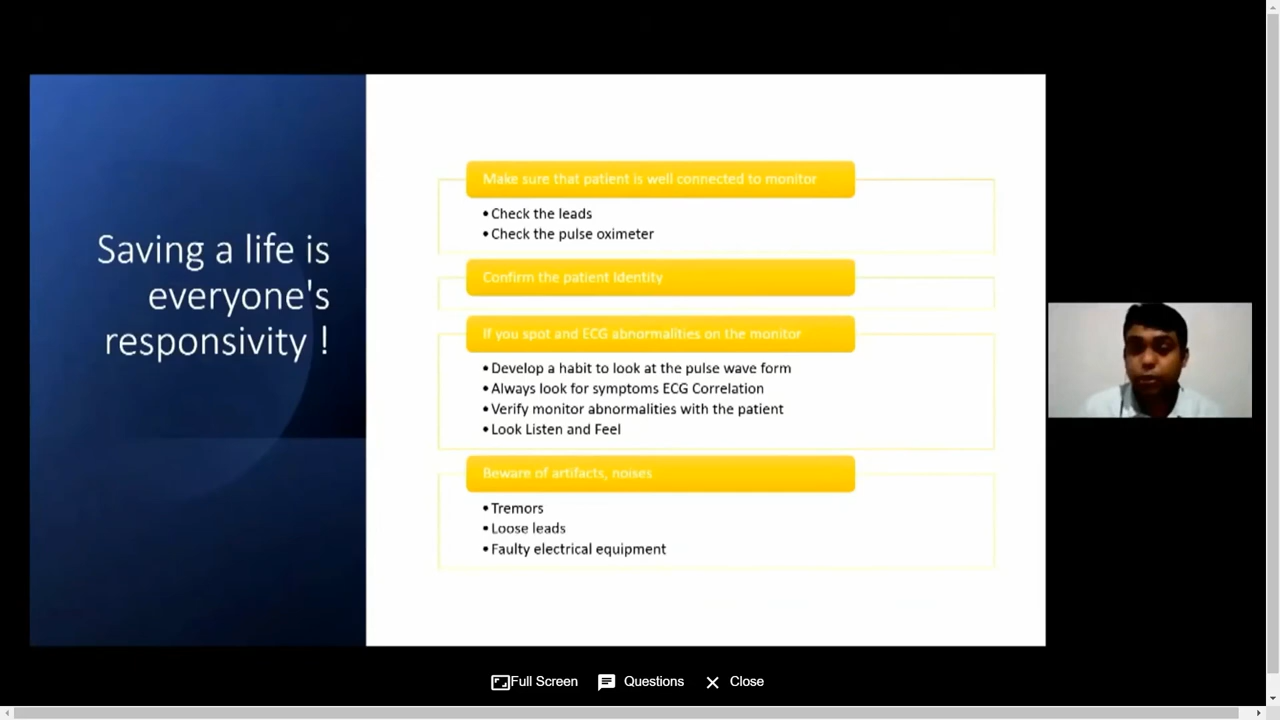 Saving a life is
everyone's
responsivity !
Make sure that patient is well connected to monitor
• Check the leads
• Check the pulse oximeter
Confirm the patient Identity
If you spot and ECG abnormalities on the monitor
• Develop a habit to look at the pulse wave form
• Always look for symptoms ECG Correlation
• Verify monitor abnormalities with the patient
• Look Listen and Feel
Beware of artifacts, noises
• Tremors
• Loose leads
• Faulty electrical equipment
Full Screen Questions Close